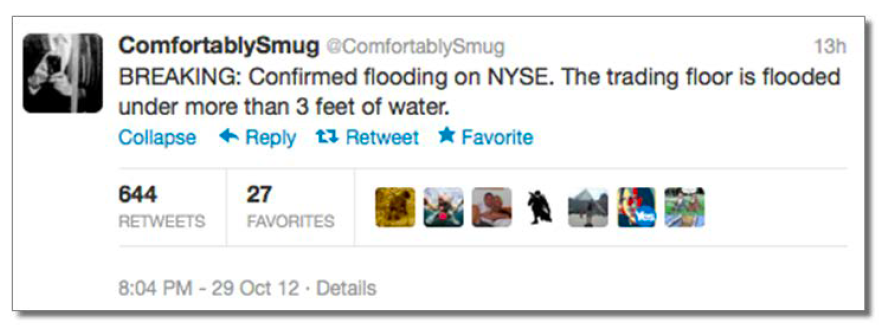 ComfortablySmug @ComfortablySmug 13h
BREAKING: Confirmed flooding on NYSE. The trading floor is flooded
under more than 3 feet of water.
Collapse Reply Retweet Favorite
644 27
RETWEETS FAVORITES
Yes
8:04 PM - 29 Oct 12 · Details